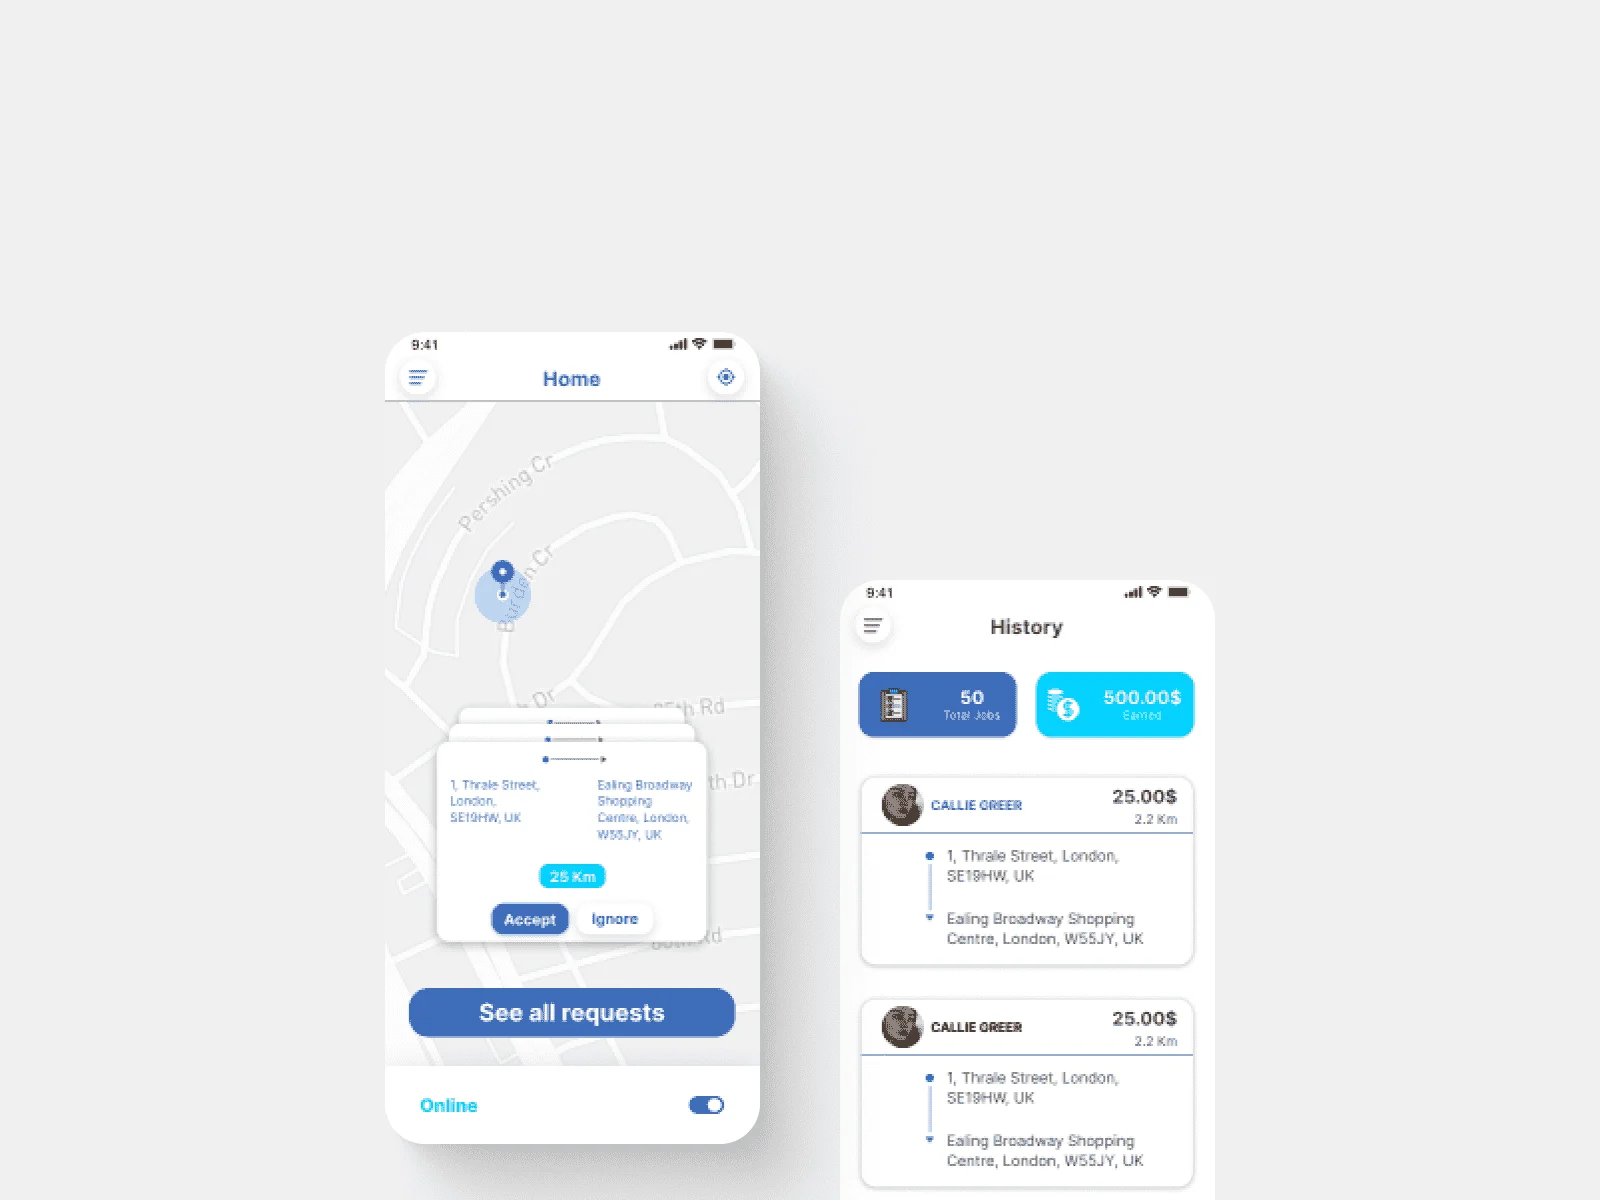 9:41
Home
Pershing Cr
Burden Cr
Dr
85th Rd
th Dr
1, Thrale Street,
London,
SE19HW, UK
Ealing Broadway
Shopping
Centre, London,
W55JY, UK
25 Km
Accept
Ignore
Rd
See all requests
Online
9:41
History
50
Total Jobs
500.00$
Earned
CALLIE GREER
25.00$
2.2 Km
1, Thrale Street, London,
SE19HW, UK
Ealing Broadway Shopping
Centre, London, W55JY, UK
CALLIE GREER
25.00$
2.2 Km
1, Thrale Street, London,
SE19HW, UK
Ealing Broadway Shopping
Centre, London, W55JY, UK